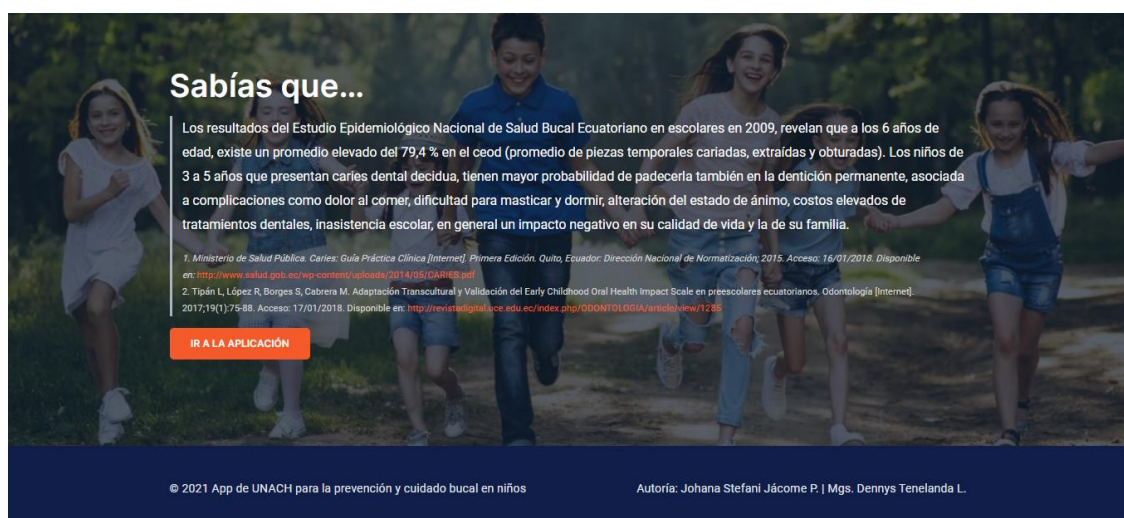 Sabías que...
Los resultados del Estudio Epidemiológico Nacional de Salud Bucal Ecuatoriano en escolares en 2009, revelan que a los 6 años de
edad, existe un promedio elevado del 79,4 % en el ceod (promedio de piezas temporales cariadas, extraídas y obturadas). Los niños de
3 a 5 años que presentan caries dental decidua, tienen mayor probabilidad de padecerla también en la dentición permanente, asociada
a complicaciones como dolor al comer, dificultad para masticar y dormir, alteración del estado de ánimo, costos elevados de
tratamientos dentales, inasistencia escolar, en general un impacto negativo en su calidad de vida y la de su familia.
1. Ministerio de Salud Pública. Caries: Guía Práctica Clínica [Internet]. Primera Edición. Quito, Ecuador: Dirección Nacional de Normatización; 2015. Acceso: 16/01/2018. Disponible
en: http://www.salud.gob.ec/wp-content/uploads/2014/05/CARIES.pdf
2. Tipán L, López R, Borges S, Cabrera M. Adaptación Transcultural y Validación del Early Childhood Oral Health Impact Scale en preescolares ecuatorianos. Odontología [Internet].
2017;19(1):75-88. Acceso: 17/01/2018. Disponible en: http://revistadigital.uce.edu.ec/index.php/ODONTOLOGIA/article/view/1285
IR A LA APLICACIÓN
© 2021 App de UNACH para la prevención y cuidado bucal en niños
Autoría: Johana Stefani Jácome P. | Mgs. Dennys Tenelanda L.